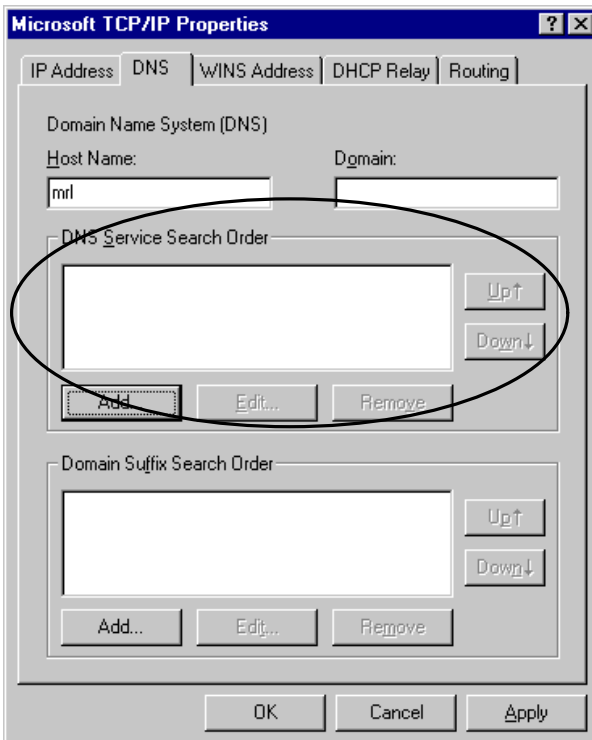 Microsoft TCP/IP Properties ? X
IP Address DNS WINS Address DHCP Relay Routing
Domain Name System (DNS)
Host Name: Domain:
mrl
DNS Service Search Order
Up↑
Down↓
Add... Edit... Remove
Domain Suffix Search Order
Up↑
Down↓
Add... Edit... Remove
OK Cancel Apply